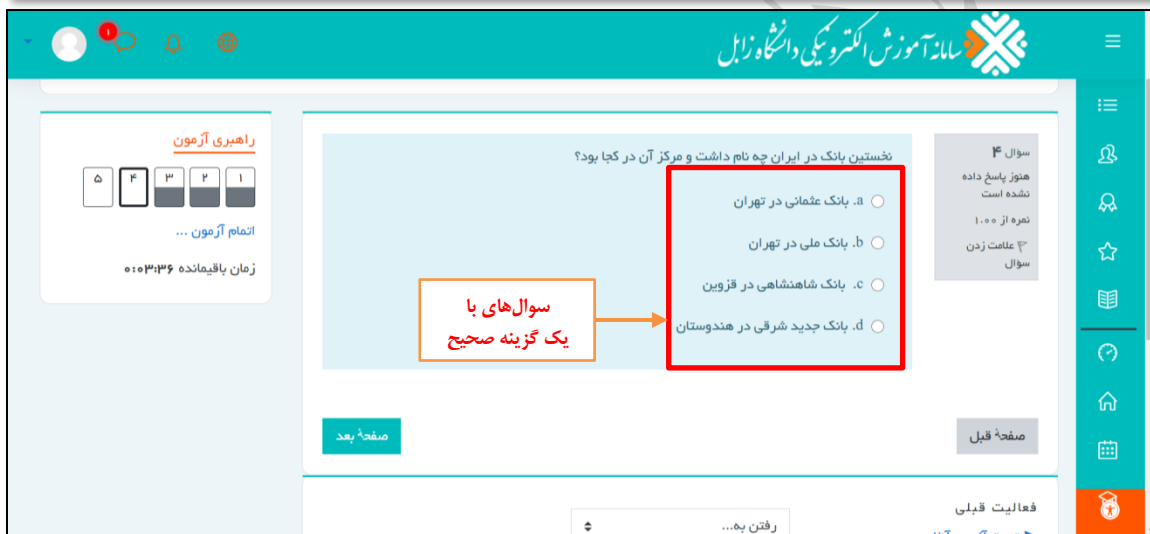 سامانه آموزش الکترونیکی دانشگاه زابل
۱
سوال ۴
هنوز پاسخ داده
نشده است
نمره از ۱.۰۰
علامت زدن
سوال
نخستین بانک در ایران چه نام داشت و مرکز آن در کجا بود؟
a. بانک عثمانی در تهران
b. بانک ملی در تهران
c. بانک شاهنشاهی در قزوین
d. بانک جدید شرقی در هندوستان
سوال‌های با
یک گزینه صحیح
صفحهٔ قبل
صفحهٔ بعد
راهبری آزمون
۱ ۲ ۳ ۴ ۵
اتمام آزمون ...
زمان باقیمانده ۰:۰۳:۳۶
فعالیت قبلی
رفتن به...